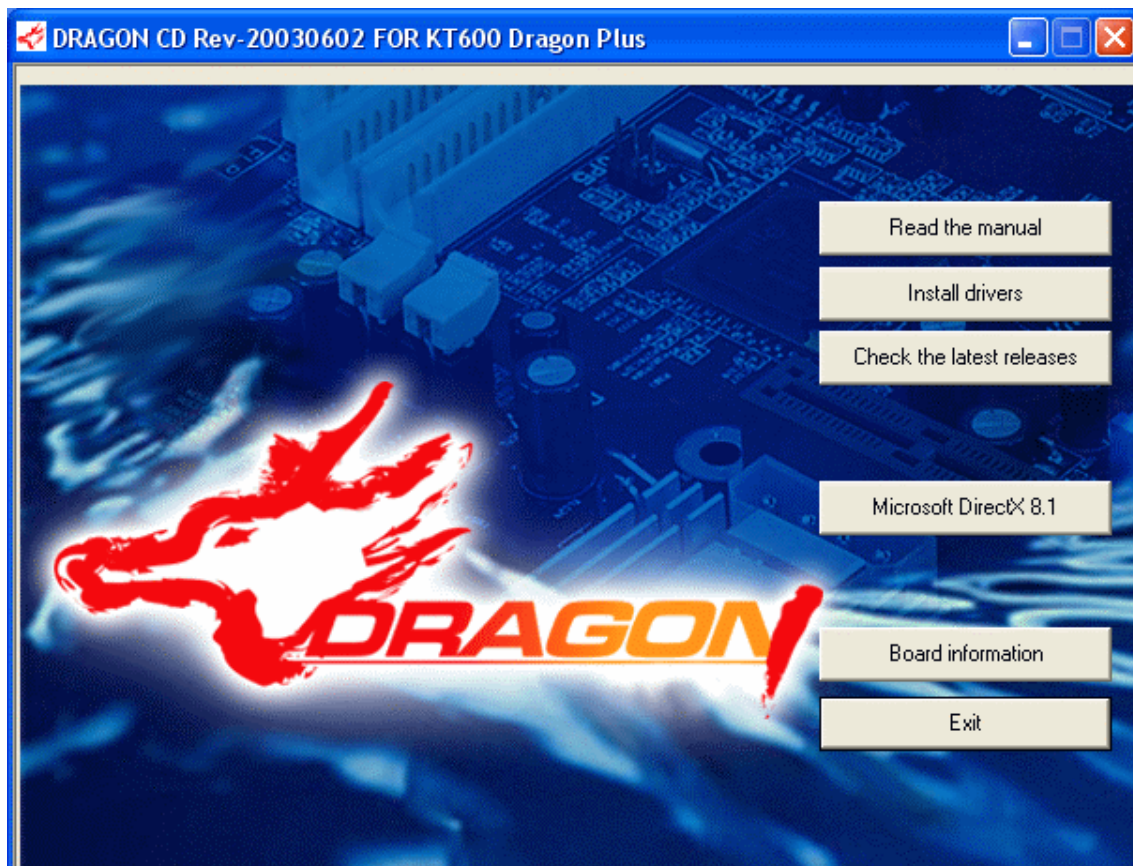 DRAGON CD Rev-20030602 FOR KT600 Dragon Plus
Read the manual
Install drivers
Check the latest releases
Microsoft DirectX 8.1
DRAGON
Board information
Exit